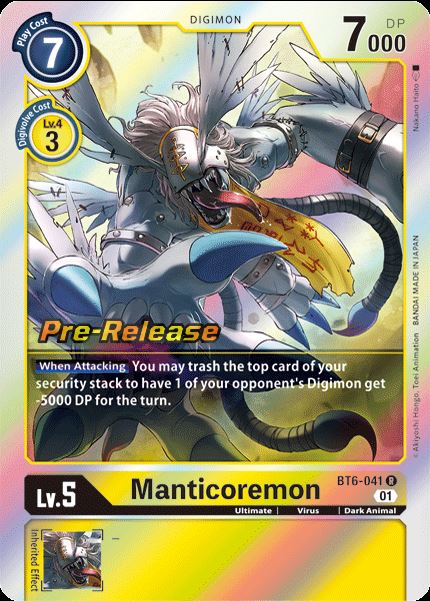 DIGIMON
Play Cost
7
7000
DP
Digivolve Cost
Lv.4
3
Nakano Haito
Pre-Release
When Attacking You may trash the top card of your
security stack to have 1 of your opponent's Digimon get
-5000 DP for the turn.
© Akiyoshi Hongo, Toei Animation BANDAI MADE IN JAPAN
Lv.5
Manticoremon
BT6-041 R
01
Ultimate | Virus | Dark Animal
Inherited Effect
–